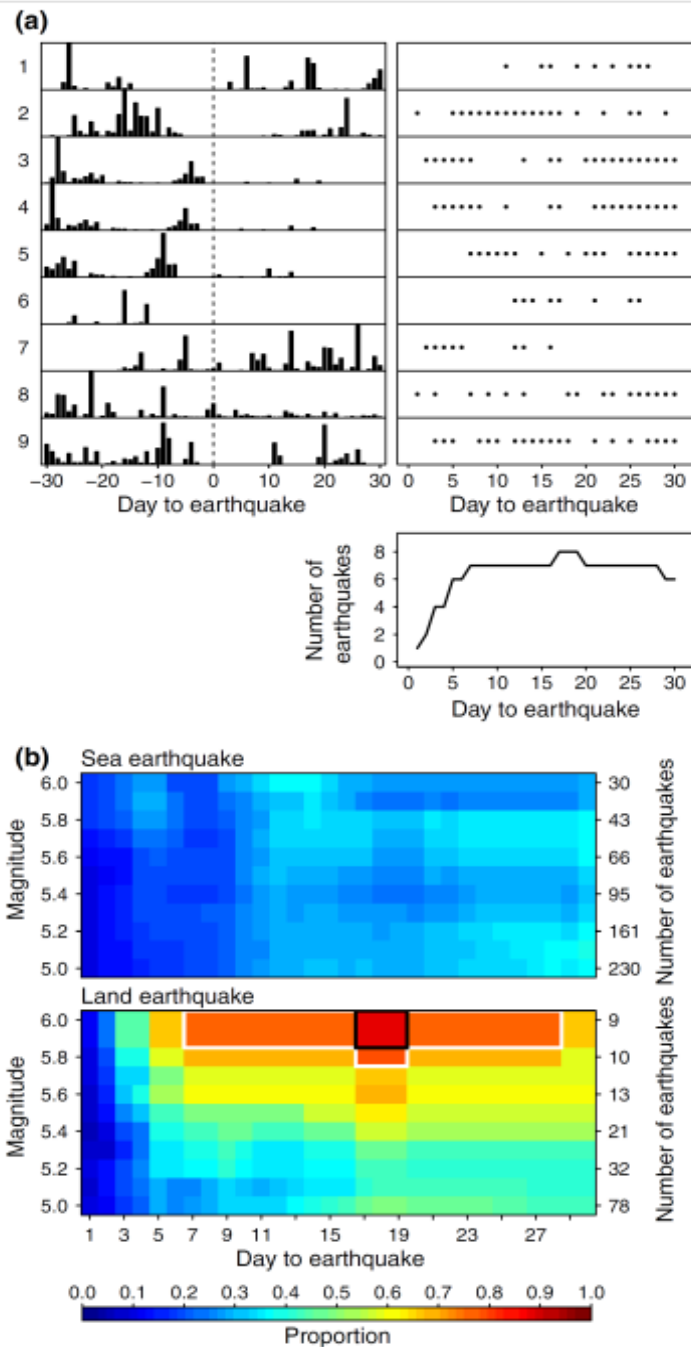 (a)
1
2
3
4
5
6
7
8
9
−30 −20 −10 0 10 20 30
Day to earthquake
0 5 10 15 20 25 30
Day to earthquake
Number of
earthquakes
8
6
4
2
0
0 5 10 15 20 25 30
Day to earthquake
(b)
Sea earthquake
Magnitude
6.0 30
5.8 43
5.6 66
5.4 95
5.2 161
5.0 230
Number of earthquakes
Land earthquake
Magnitude
6.0 9
5.8 10
5.6 13
5.4 21
5.2 32
5.0 78
Number of earthquakes
1 3 5 7 9 11 15 19 23 27
Day to earthquake
0.0 0.1 0.2 0.3 0.4 0.5 0.6 0.7 0.8 0.9 1.0
Proportion